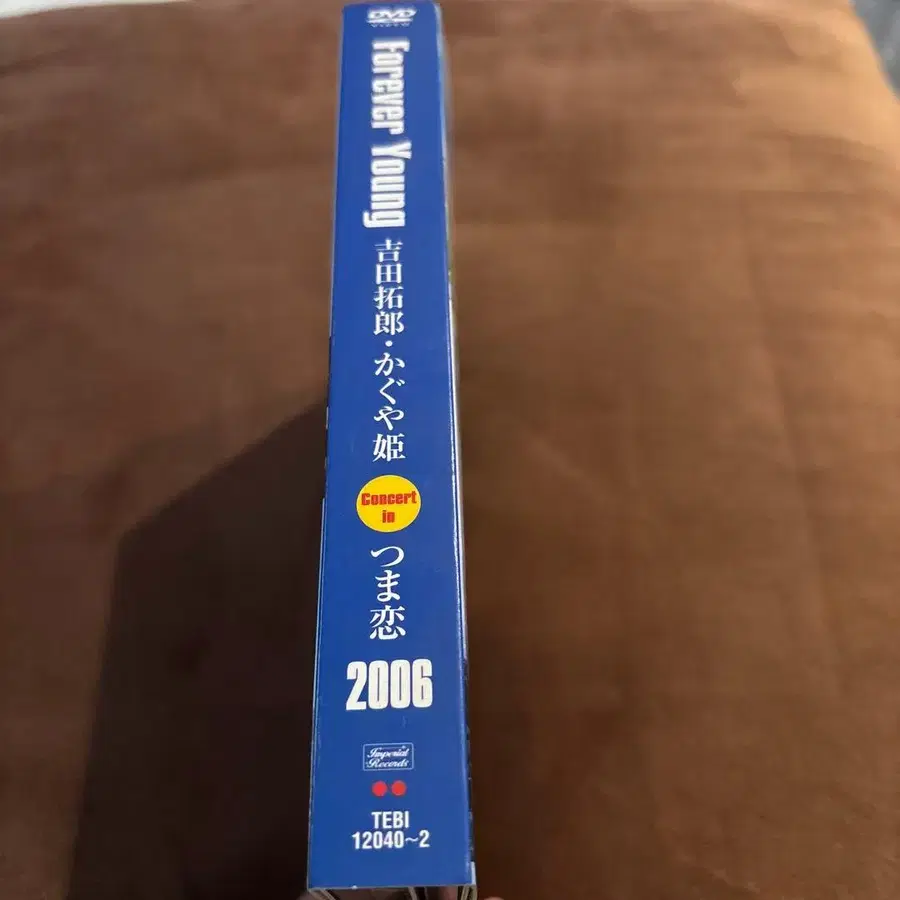 DVD
VIDEO
Forever Young
吉田拓郎・かぐや姫
Concert
in
つま恋
2006
Imperial
Records
TEBI
12040~2